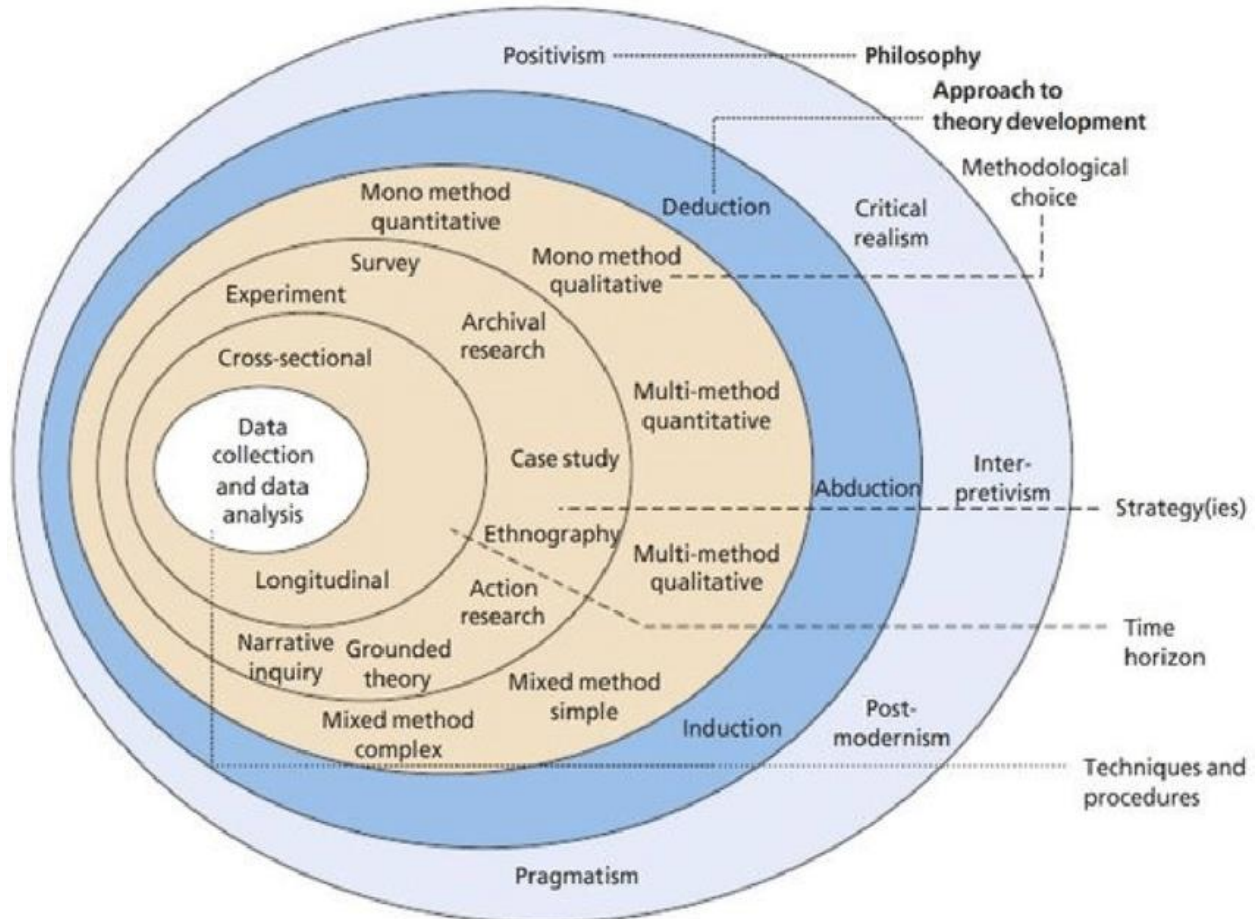 Positivism
Philosophy
Approach to
theory development
Methodological
choice
Mono method
quantitative
Deduction
Critical
realism
Mono method
qualitative
Survey
Experiment
Archival
research
Cross-sectional
Multi-method
quantitative
Data
collection
and data
analysis
Case study
Abduction
Inter-
pretivism
Strategy(ies)
Ethnography
Multi-method
qualitative
Longitudinal
Action
research
Time
horizon
Narrative
inquiry
Grounded
theory
Mixed method
simple
Mixed method
complex
Induction
Post-
modernism
Techniques and
procedures
Pragmatism